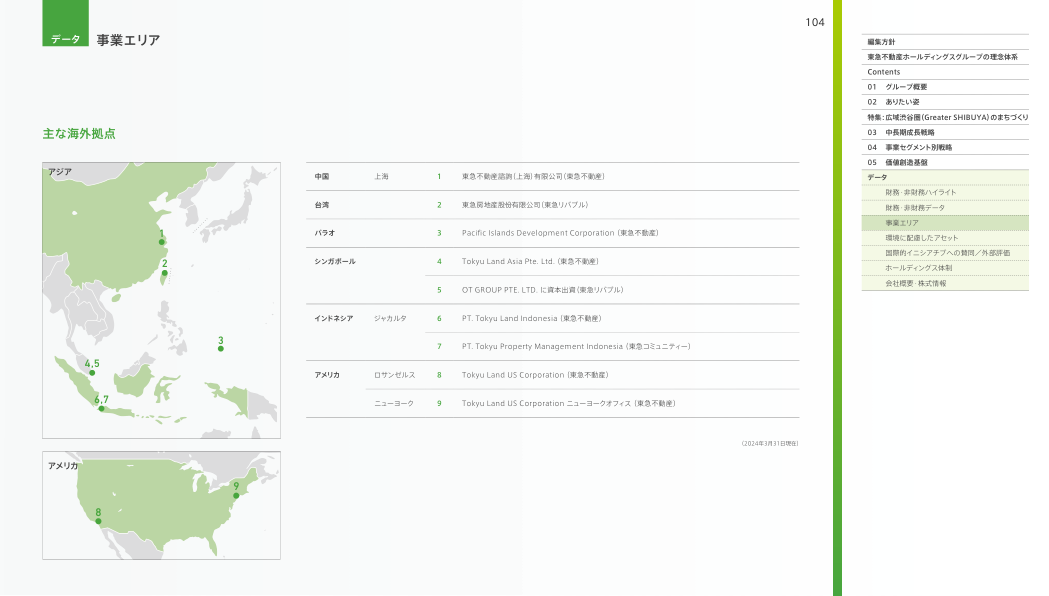 データ 事業エリア
104
主な海外拠点
アジア
1
2
3
4,5
6,7
アメリカ
8
9
中国 上海 1 東急不動産諮詢（上海）有限公司（東急不動産）
台湾 2 東急房地産股份有限公司（東急リバブル）
パラオ 3 Pacific Islands Development Corporation （東急不動産）
シンガポール 4 Tokyu Land Asia Pte. Ltd. （東急不動産）
5 OT GROUP PTE. LTD. に資本出資（東急リバブル）
インドネシア ジャカルタ 6 PT. Tokyu Land Indonesia （東急不動産）
7 PT. Tokyu Property Management Indonesia （東急コミュニティー）
アメリカ ロサンゼルス 8 Tokyu Land US Corporation （東急不動産）
ニューヨーク 9 Tokyu Land US Corporation ニューヨークオフィス （東急不動産）
（2024年3月31日現在）
編集方針
東急不動産ホールディングスグループの理念体系
Contents
01 グループ概要
02 ありたい姿
特集：広域渋谷圏（Greater SHIBUYA）のまちづくり
03 中長期成長戦略
04 事業セグメント別戦略
05 価値創造基盤
データ
財務・非財務ハイライト
財務・非財務データ
事業エリア
環境に配慮したアセット
国際的イニシアチブへの賛同／外部評価
ホールディングス体制
会社概要・株式情報